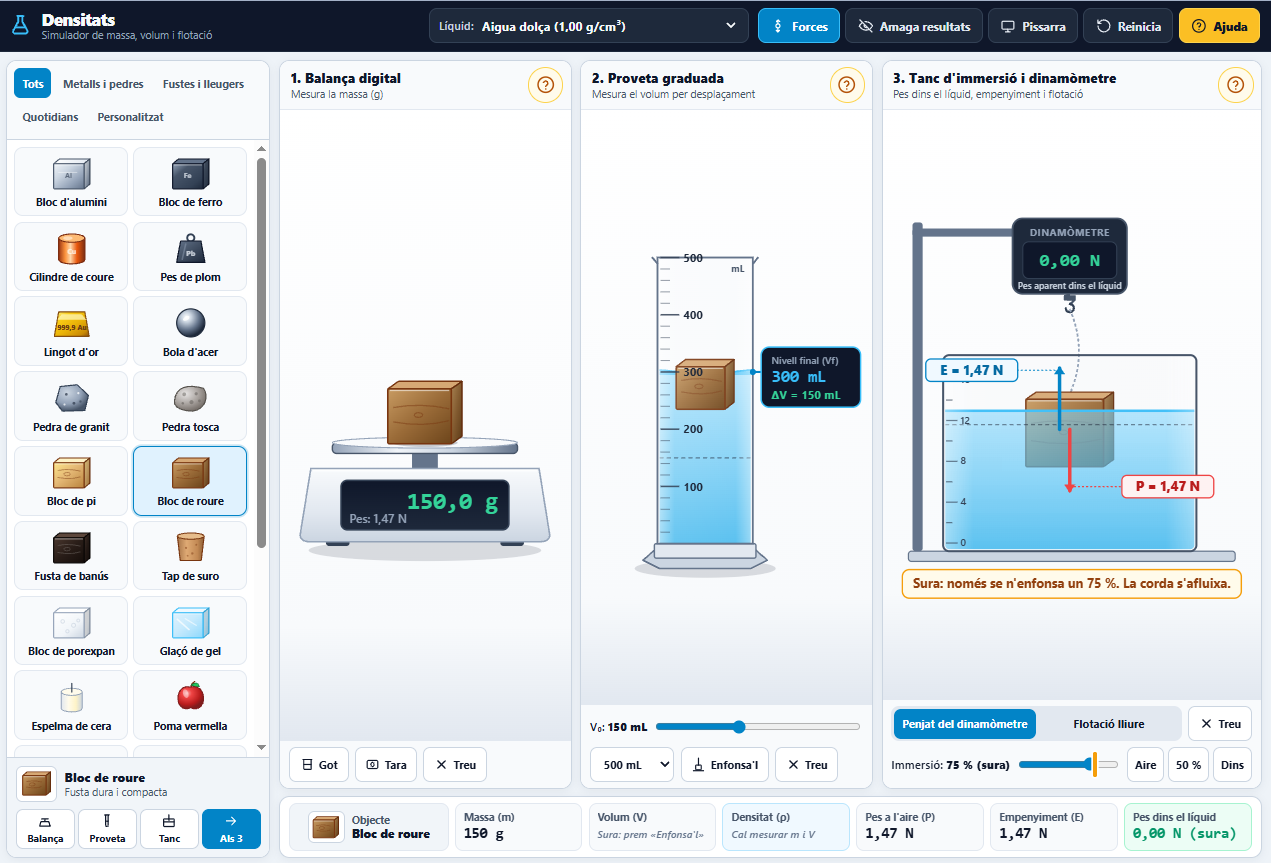 Densitats
Simulador de massa, volum i flotació
Líquid: Aigua dolça (1,00 g/cm³)
Forces
Amaga resultats
Pissarra
Reinicia
Ajuda
Tots
Metalls i pedres
Fustes i lleugers
Quotidians
Personalitzat
Al
Bloc d'alumini
Fe
Bloc de ferro
Cu
Cilindre de coure
Pb
Pes de plom
999,9 Au
Lingot d'or
Bola d'acer
Pedra de granit
Pedra tosca
Bloc de pi
Bloc de roure
Fusta de banús
Tap de suro
Bloc de porexpan
Glaçó de gel
Espelma de cera
Poma vermella
Bloc de roure
Fusta dura i compacta
Balança
Proveta
Tanc
Als 3
1. Balança digital
Mesura la massa (g)
?
150,0 g
Pes: 1,47 N
Got
Tara
Treu
2. Proveta graduada
Mesura el volum per desplaçament
?
500
mL
400
300
200
100
Nivell final (Vf)
300 mL
ΔV = 150 mL
V₀: 150 mL
500 mL
Enfonsa'l
Treu
3. Tanc d'immersió i dinamòmetre
Pes dins el líquid, empenyiment i flotació
?
DINAMÒMETRE
0,00 N
Pes aparent dins el líquid
E = 1,47 N
12
8
4
0
P = 1,47 N
Sura: només se n'enfonsa un 75 %. La corda s'afluixa.
Penjat del dinamòmetre
Flotació lliure
Treu
Immersió: 75 % (sura)
Aire
50 %
Dins
Objecte
Bloc de roure
Massa (m)
150 g
Volum (V)
Sura: prem «Enfonsa'l»
Densitat (ρ)
Cal mesurar m i V
Pes a l'aire (P)
1,47 N
Empenyiment (E)
1,47 N
Pes dins el líquid
0,00 N (sura)